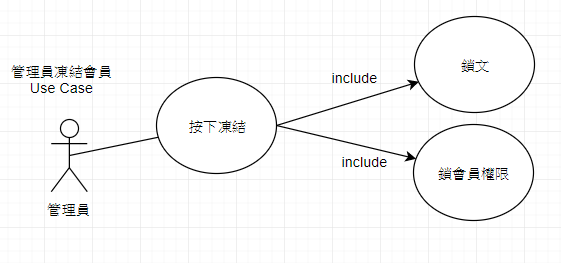 管理員凍結會員
Use Case
管理員
按下凍結
include
鎖文
include
鎖會員權限